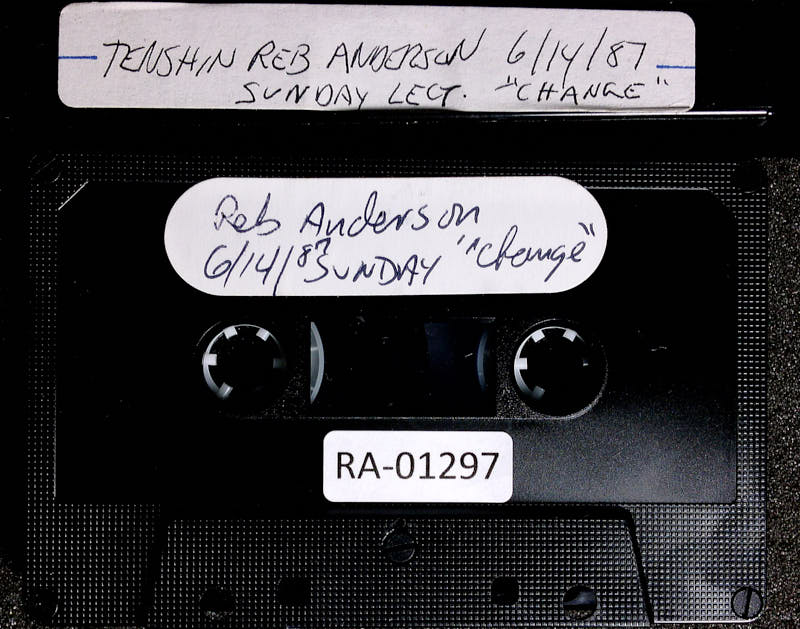 TENSHIN REB ANDERSON 6/14/87
SUNDAY LECT. "CHANGE"
Reb Anderson
6/14/87 SUNDAY "Change"
RA-01297